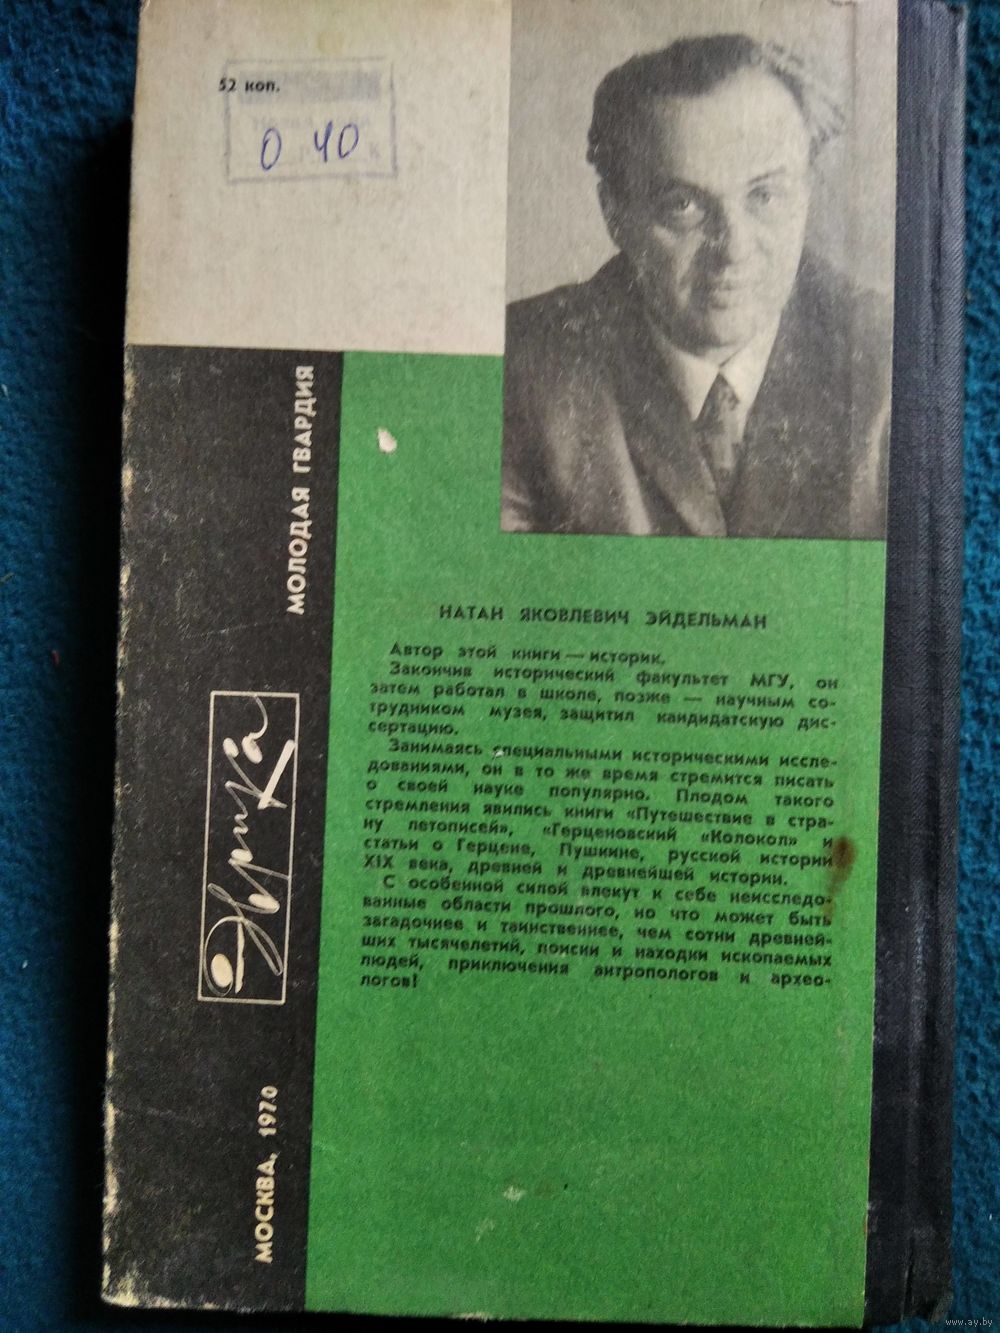 52 коп.
0 40
МОЛОДАЯ ГВАРДИЯ
Эврика
МОСКВА, 1970
НАТАН ЯКОВЛЕВИЧ ЭЙДЕЛЬМАН
Автор этой книги — историк.
Закончив исторический факультет МГУ, он
затем работал в школе, позже — научным со-
трудником музея, защитил кандидатскую дис-
сертацию.
Занимаясь специальными историческими иссле-
дованиями, он в то же время стремится писать
о своей науке популярно. Плодом такого
стремления явились книги «Путешествие в стра-
ну летописей», «Герценовский «Колокол» и
статьи о Герцене, Пушкине, русской истории
XIX века, древней и древнейшей истории.
С особенной силой влекут к себе неисследо-
ванные области прошлого, но что может быть
загадочнее и таинственнее, чем сотни древней-
ших тысячелетий, поиски и находки ископаемых
людей, приключения антропологов и архео-
логов!
www.ay.by